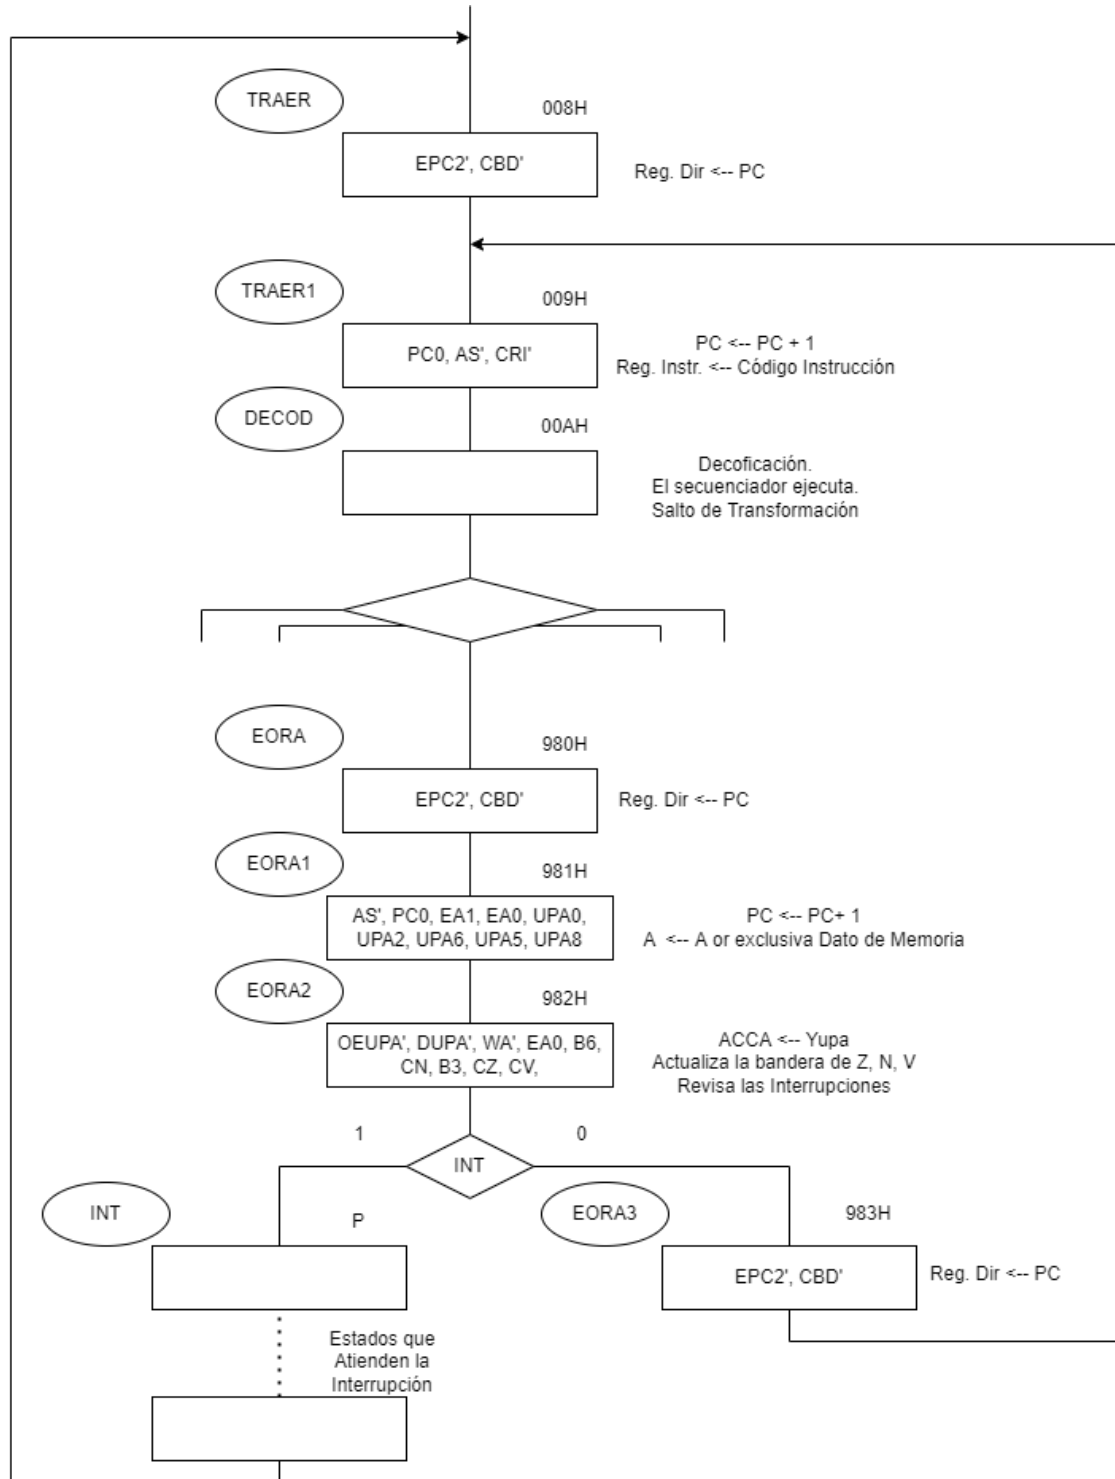 TRAER
008H
EPC2', CBD'
Reg. Dir <-- PC
TRAER1
009H
PC0, AS', CRI'
PC <-- PC + 1
Reg. Instr. <-- Código Instrucción
DECOD
00AH
Decoficación.
El secuenciador ejecuta.
Salto de Transformación
EORA
980H
EPC2', CBD'
Reg. Dir <-- PC
EORA1
981H
AS', PC0, EA1, EA0, UPA0,
UPA2, UPA6, UPA5, UPA8
PC <-- PC+ 1
A <-- A or exclusiva Dato de Memoria
EORA2
982H
OEUPA', DUPA', WA', EA0, B6,
CN, B3, CZ, CV,
ACCA <-- Yupa
Actualiza la bandera de Z, N, V
Revisa las Interrupciones
1
0
INT
INT
P
EORA3
983H
EPC2', CBD'
Reg. Dir <-- PC
Estados que
Atienden la
Interrupción